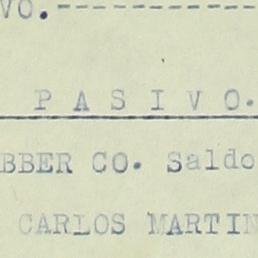 VO.-----------
P A S I V O.
BBER CO. Saldo
CARLOS MARTIN